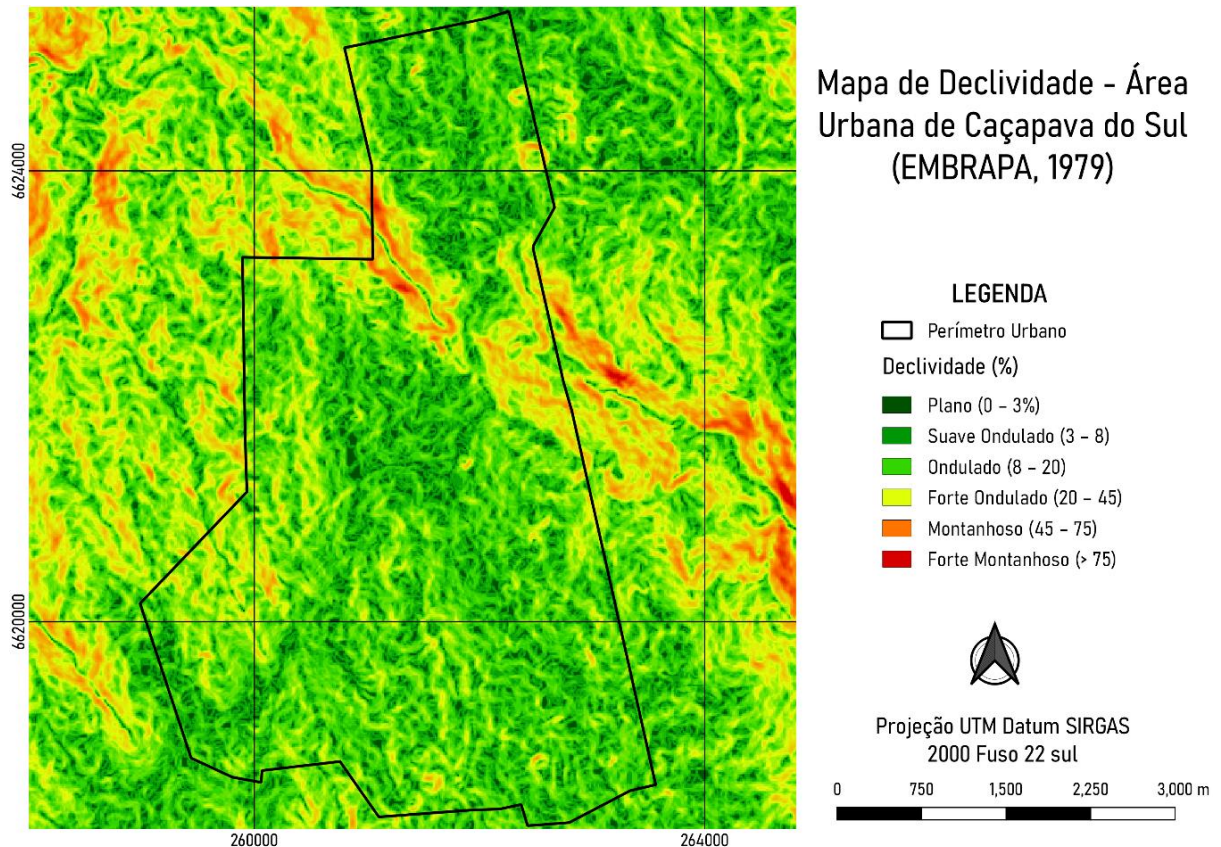 Mapa de Declividade - Área
Urbana de Caçapava do Sul
(EMBRAPA, 1979)
6624000
6620000
260000
264000
LEGENDA
Perímetro Urbano
Declividade (%)
Plano (0 – 3%)
Suave Ondulado (3 – 8)
Ondulado (8 – 20)
Forte Ondulado (20 – 45)
Montanhoso (45 – 75)
Forte Montanhoso (> 75)
Projeção UTM Datum SIRGAS
2000 Fuso 22 sul
0 750 1,500 2,250 3,000 m